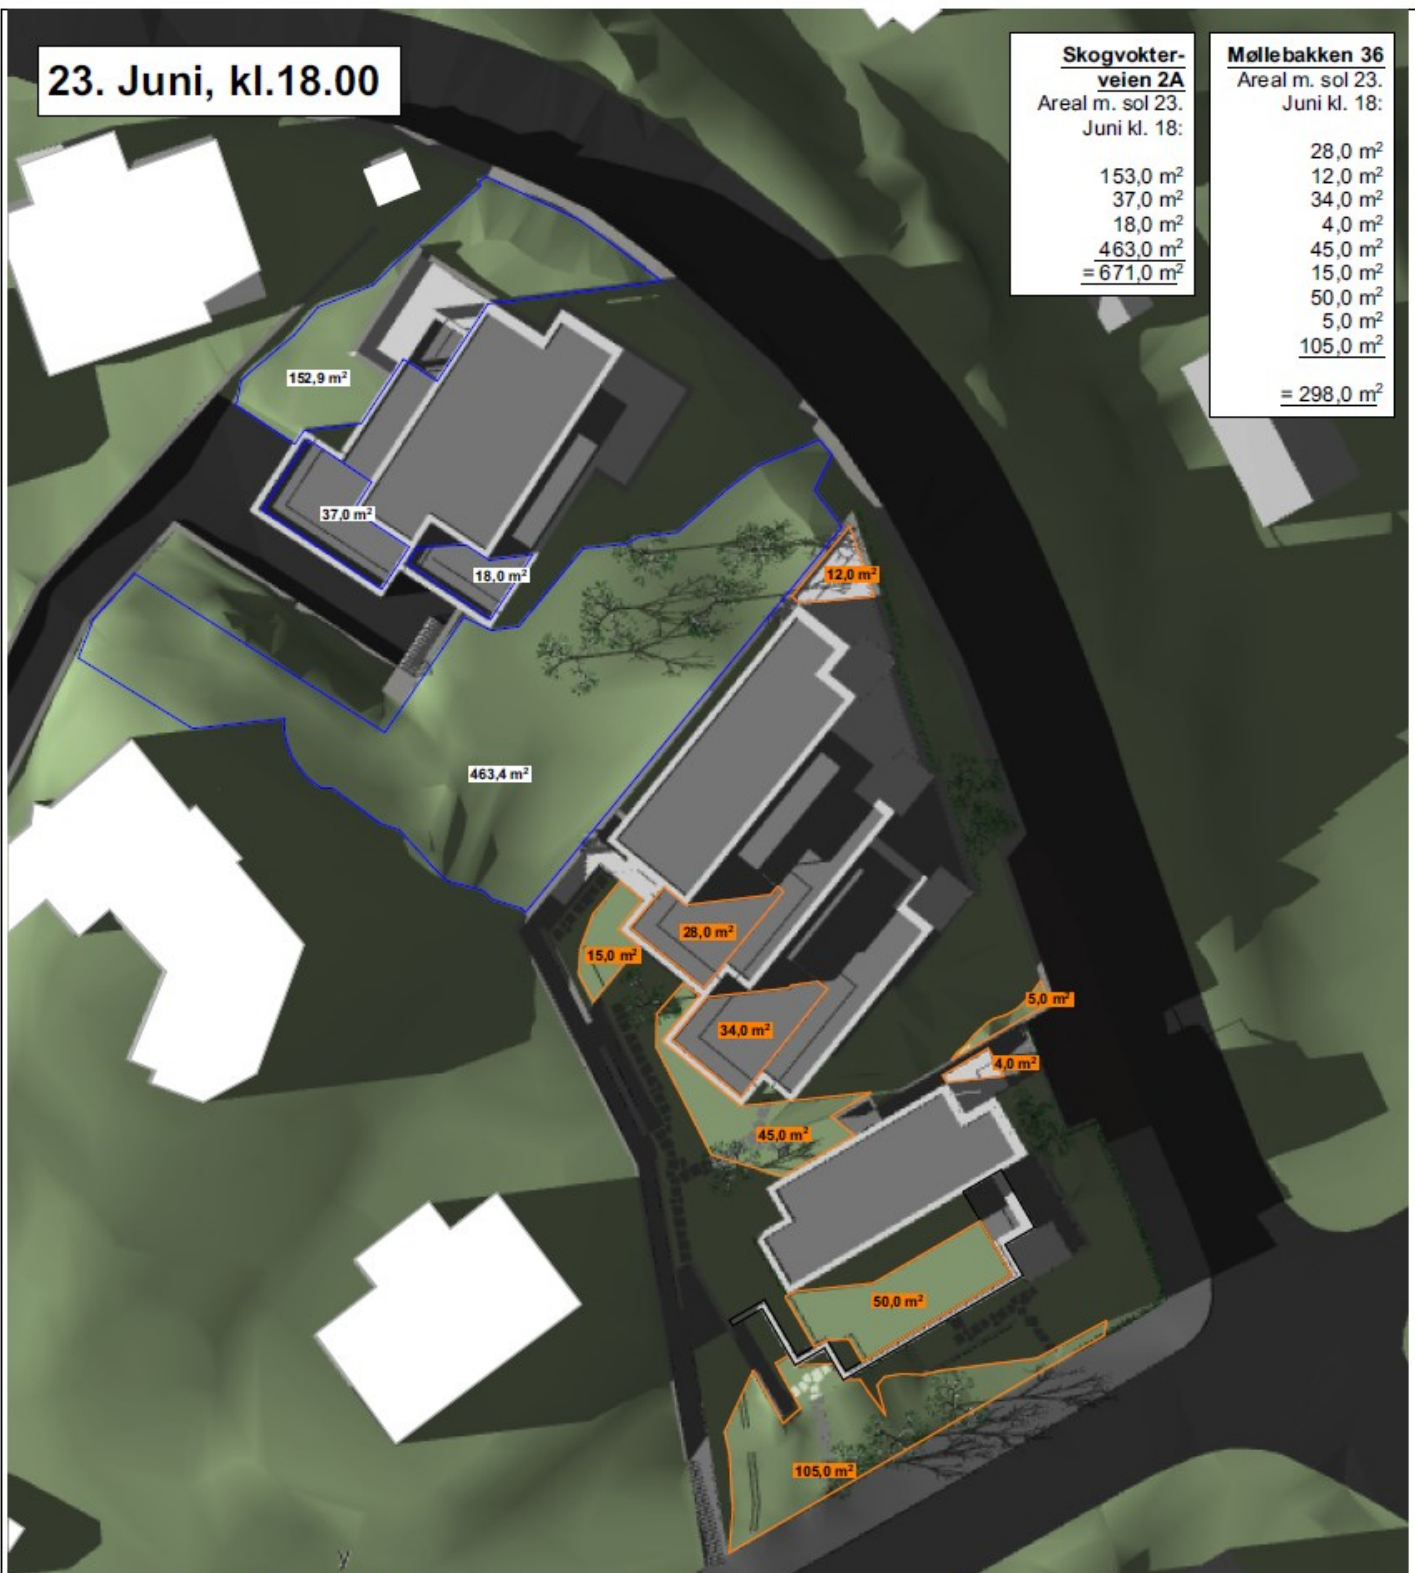 23. Juni, kl.18.00
Skogvokter-
veien 2A
Areal m. sol 23.
Juni kl. 18:
153,0 m²
37,0 m²
18,0 m²
463,0 m²
= 671,0 m²
Møllebakken 36
Areal m. sol 23.
Juni kl. 18:
28,0 m²
12,0 m²
34,0 m²
4,0 m²
45,0 m²
15,0 m²
50,0 m²
5,0 m²
105,0 m²
= 298,0 m²
152,9 m²
37,0 m²
18,0 m²
12,0 m²
463,4 m²
28,0 m²
15,0 m²
5,0 m²
34,0 m²
4,0 m²
45,0 m²
50,0 m²
105,0 m²
y